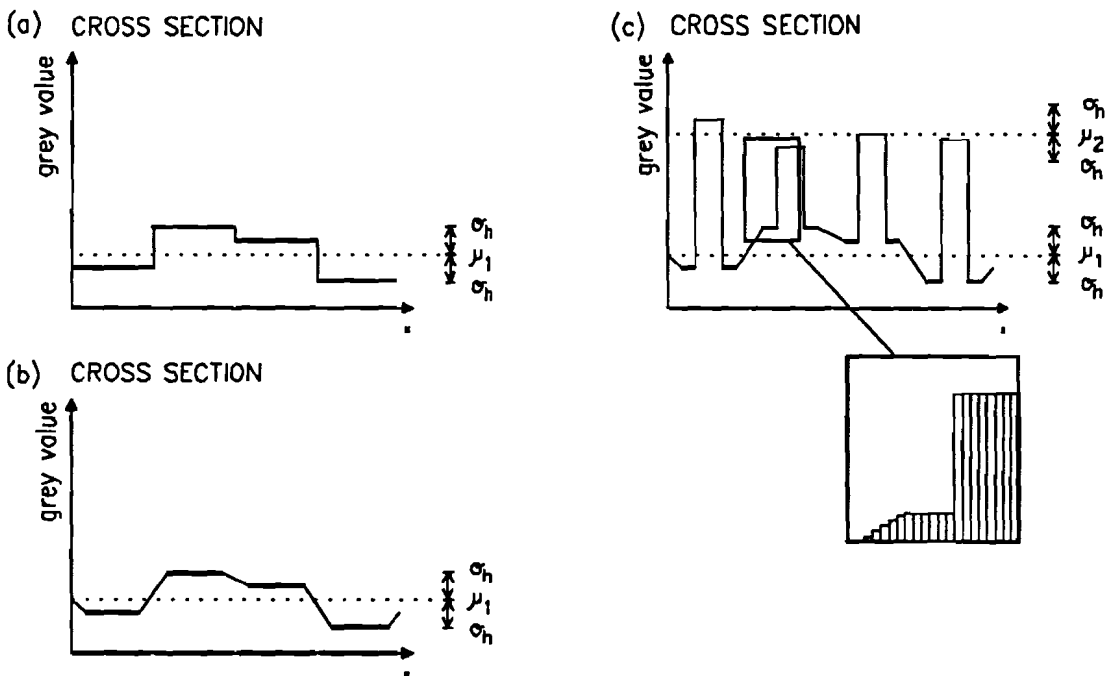 (a) CROSS SECTION
grey value
σh
μ1
σh
(b) CROSS SECTION
grey value
σh
μ1
σh
(c) CROSS SECTION
grey value
σh
μ2
σh
σh
μ1
σh